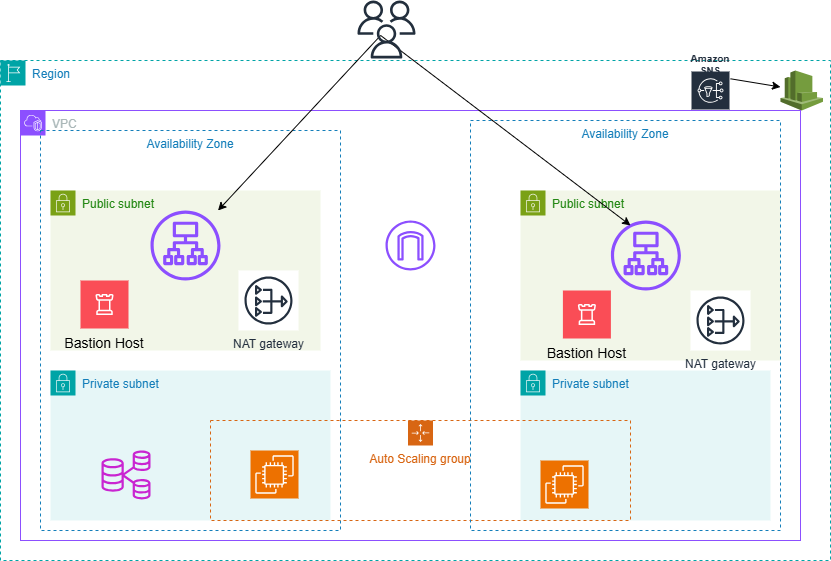 Amazon
SNS
Region
VPC
Availability Zone
Availability Zone
Public subnet
Public subnet
Bastion Host
NAT gateway
Bastion Host
NAT gateway
Private subnet
Private subnet
Auto Scaling group